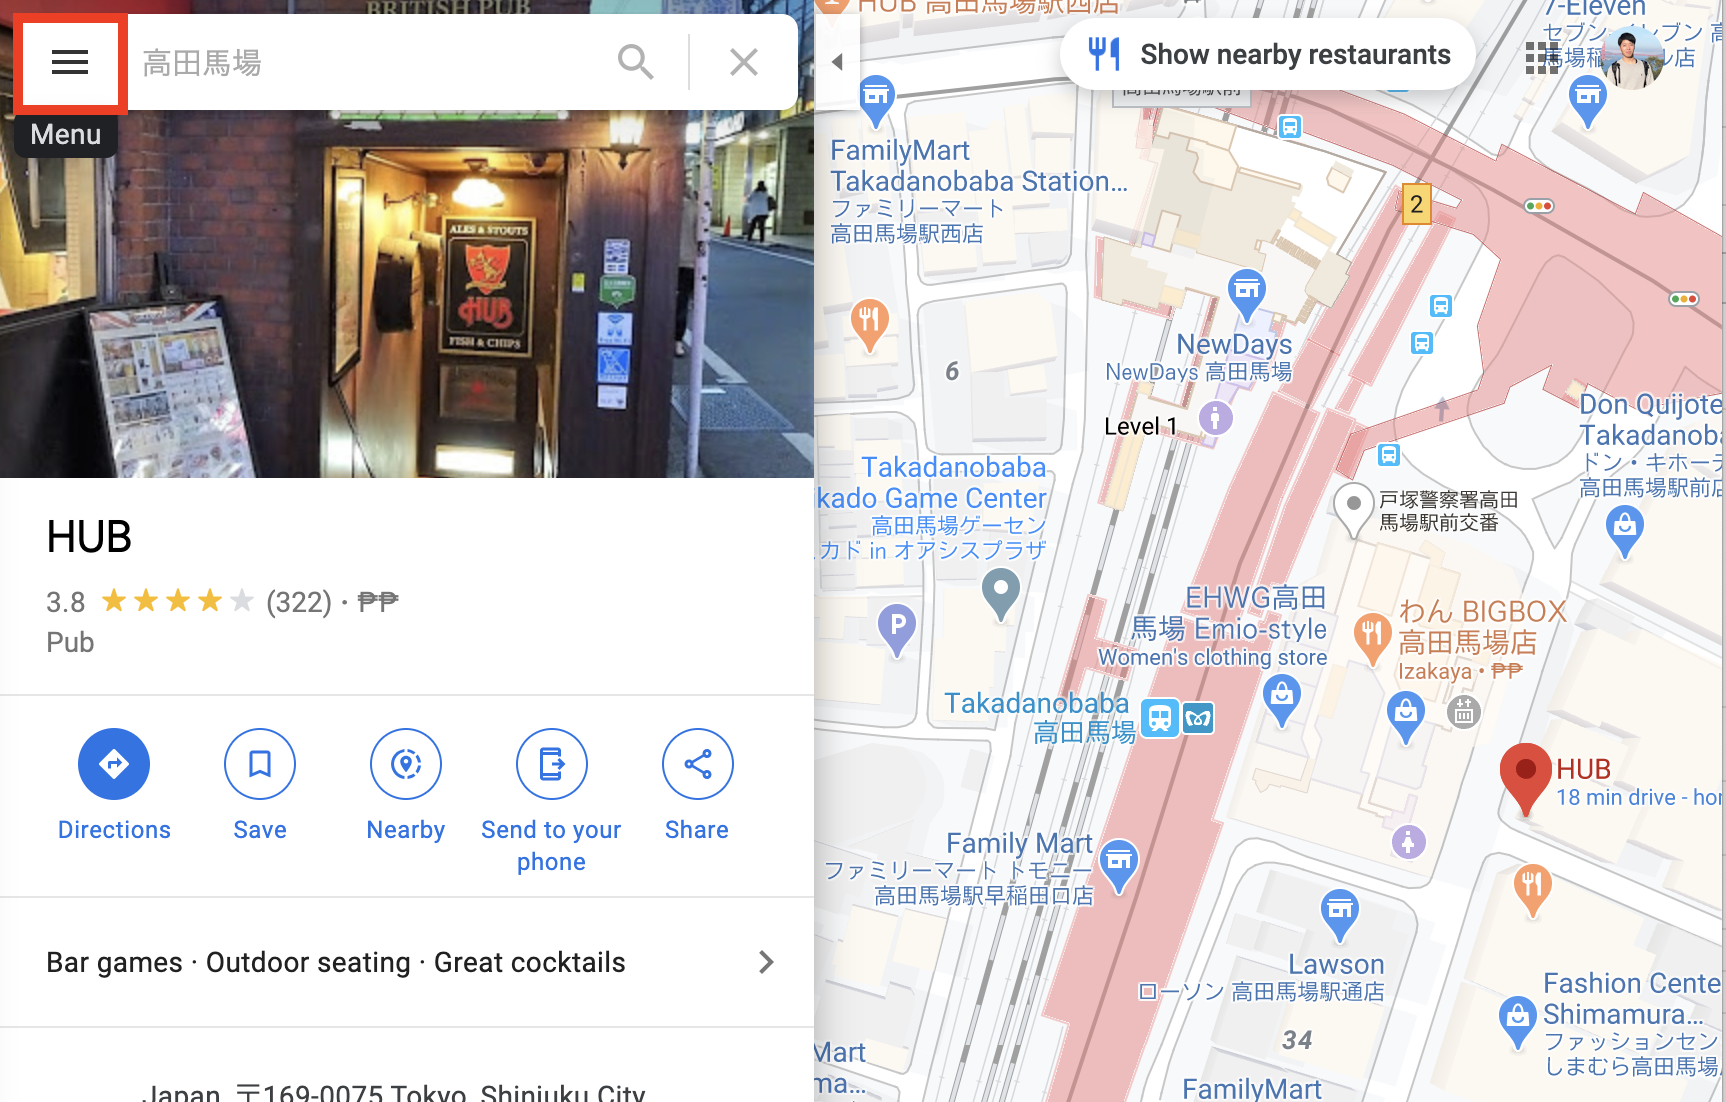 BRITISH PUB
高田馬場
Menu
ALES & STOUTS
HUB
FISH & CHIPS
HUB
3.8 (322) · ₱₱
Pub
Directions
Save
Nearby
Send to your
phone
Share
Bar games · Outdoor seating · Great cocktails
Japan, 〒169-0075 Tokyo, Shinjuku City
HUB 高田馬場駅西店
Show nearby restaurants
7-Eleven
セブン-イレブン 高
高田馬場駅前
FamilyMart
Takadanobaba Station...
ファミリーマート
高田馬場駅西店
2
NewDays
NewDays 高田馬場
6
Level 1
Don Quijote
Takadanoba
ドン・キホーテ
高田馬場駅前店
Takadanobaba
kado Game Center
高田馬場ゲーセン
カド in オアシスプラザ
戸塚警察署高田
馬場駅前交番
P
EHWG高田
馬場 Emio-style
Women's clothing store
わん BIGBOX
高田馬場店
Izakaya · ₱₱
Takadanobaba
高田馬場
HUB
18 min drive - hom
Family Mart
ファミリーマート トモニー
高田馬場駅早稲田口店
Lawson
ローソン 高田馬場駅通店
34
Fashion Cente
Shimamura...
ファッションセン
しまむら高田馬場
Mart
ma...
FamilyMart